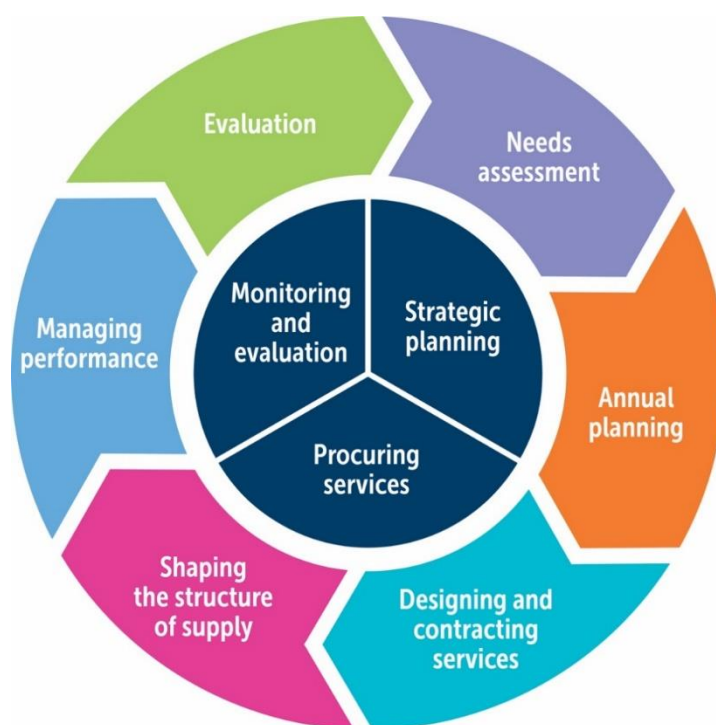 Evaluation
Needs
assessment
Annual
planning
Designing and
contracting
services
Shaping
the structure
of supply
Managing
performance
Monitoring
and
evaluation
Strategic
planning
Procuring
services